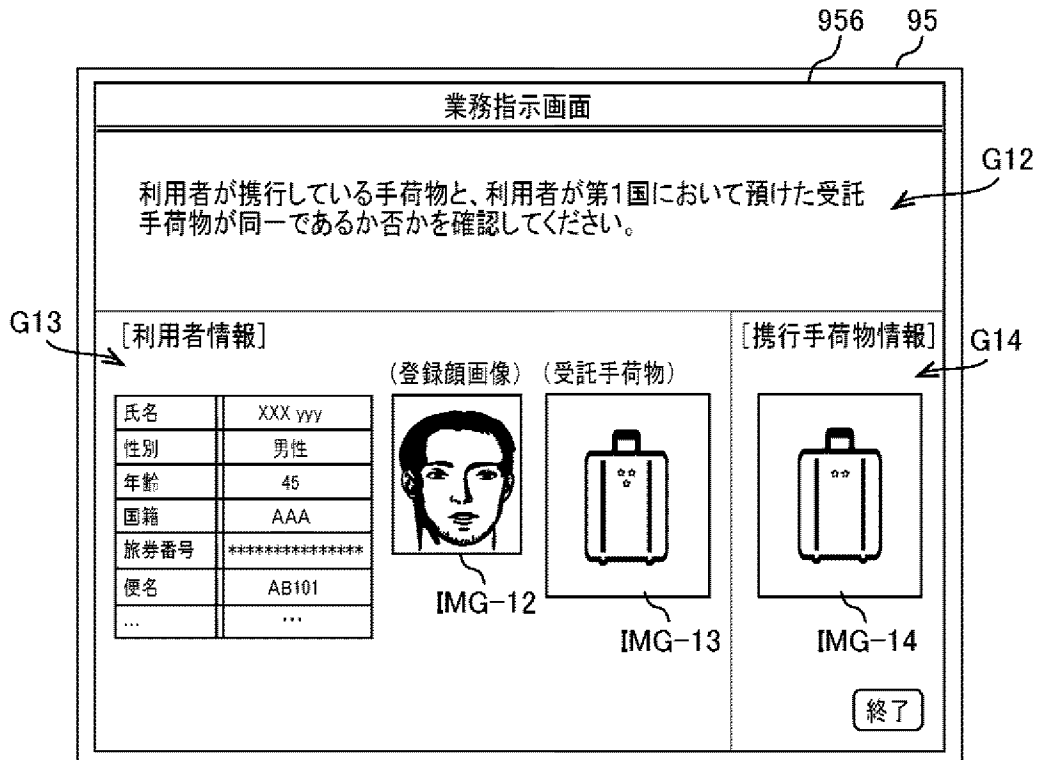 956 95
業務指示画面
G12
利用者が携行している手荷物と、利用者が第1国において預けた受託
手荷物が同一であるか否かを確認してください。
G13
[利用者情報]
[携行手荷物情報]
G14
(登録顔画像) (受託手荷物)
氏名 XXX yyy
性別 男性
年齢 45
国籍 AAA
旅券番号 ***************
便名 AB101
... ...
IMG-12
IMG-13
IMG-14
終了